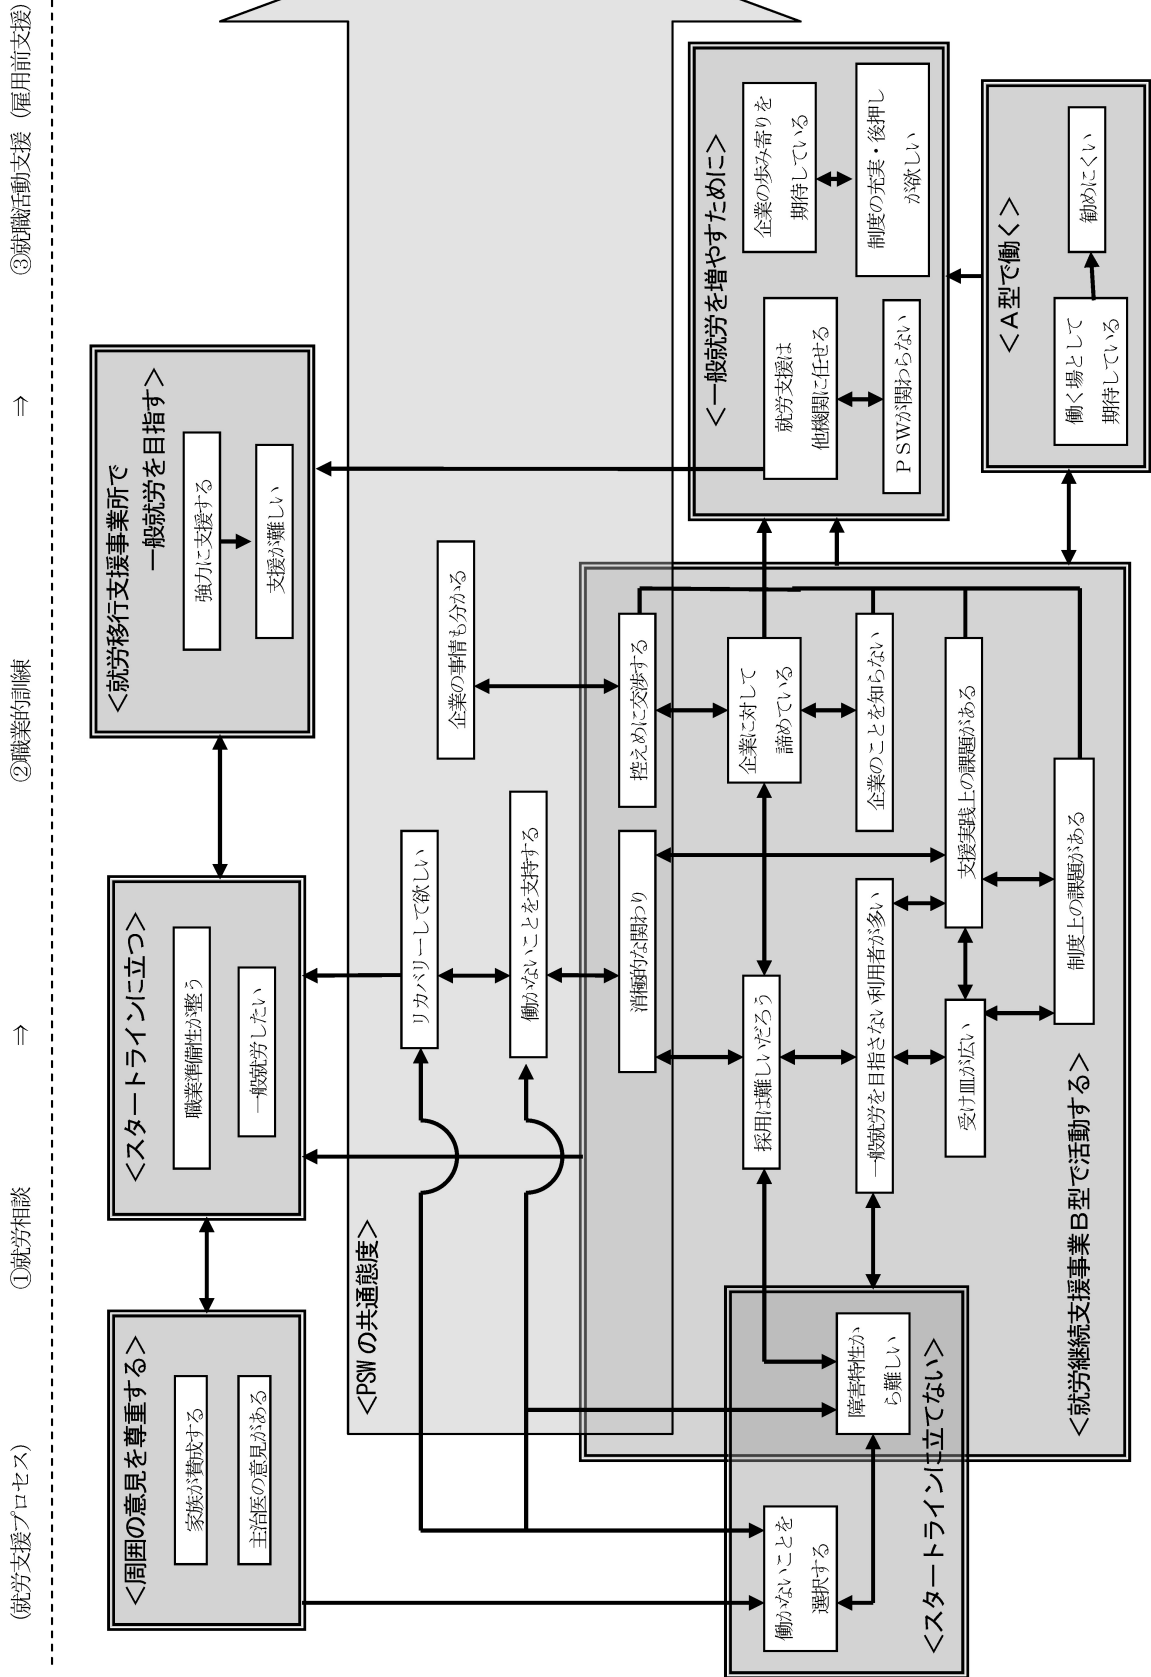 (就労支援プロセス)
①就労相談
⇒
②職業的訓練
⇒
③就職活動支援（雇用前支援)
＜周囲の意見を尊重する＞
家族が賛成する
主治医の意見がある
＜スタートラインに立つ＞
職業準備性が整う
一般就労したい
＜就労移行支援事業所で
一般就労を目指す＞
強力に支援する
支援が難しい
＜PSW の共通態度＞
リカバリーして欲しい
働かないことを支持する
企業の事情も分かる
消極的な関わり
控えめに交渉する
採用は難しいだろう
企業に対して
諦めている
一般就労を目指さない利用者が多い
企業のことを知らない
受け皿が広い
支援実践上の課題がある
制度上の課題がある
＜就労継続支援事業Ｂ型で活動する＞
働かないことを
選択する
障害特性か
ら難しい
＜スタートラインに立てない＞
＜一般就労を増やすために＞
就労支援は
他機関に任せる
ＰＳＷが関わらない
企業の歩み寄りを
期待している
制度の充実・後押し
が欲しい
＜Ａ型で働く＞
働く場として
期待している
勧めにくい